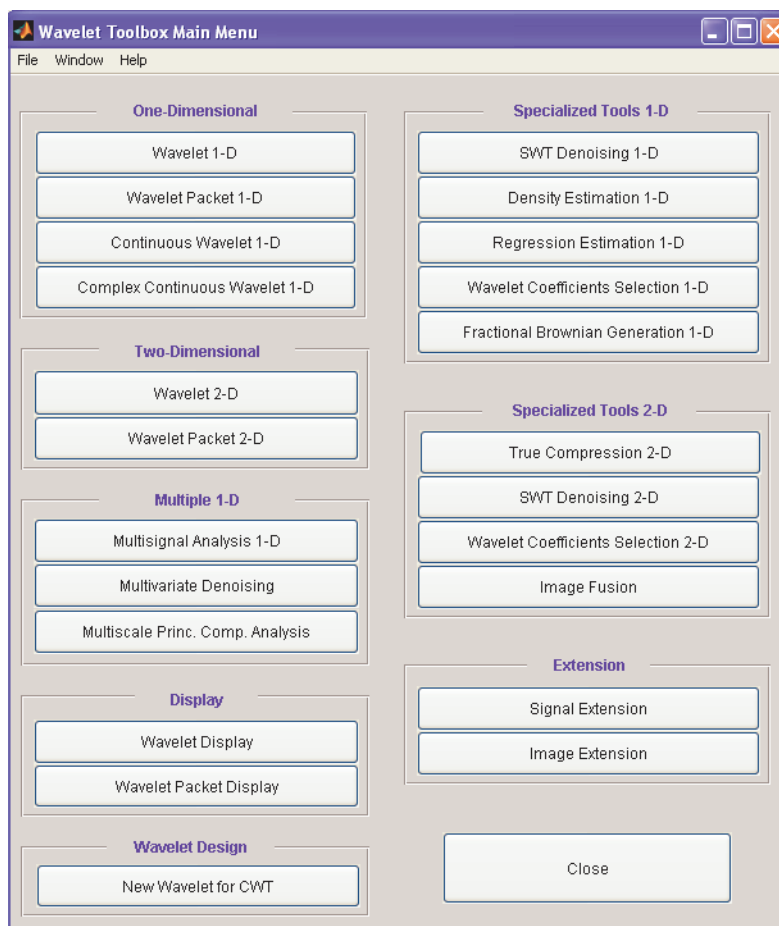 Wavelet Toolbox Main Menu
File Window Help
One-Dimensional
Wavelet 1-D
Wavelet Packet 1-D
Continuous Wavelet 1-D
Complex Continuous Wavelet 1-D
Two-Dimensional
Wavelet 2-D
Wavelet Packet 2-D
Multiple 1-D
Multisignal Analysis 1-D
Multivariate Denoising
Multiscale Princ. Comp. Analysis
Display
Wavelet Display
Wavelet Packet Display
Wavelet Design
New Wavelet for CWT
Specialized Tools 1-D
SWT Denoising 1-D
Density Estimation 1-D
Regression Estimation 1-D
Wavelet Coefficients Selection 1-D
Fractional Brownian Generation 1-D
Specialized Tools 2-D
True Compression 2-D
SWT Denoising 2-D
Wavelet Coefficients Selection 2-D
Image Fusion
Extension
Signal Extension
Image Extension
Close